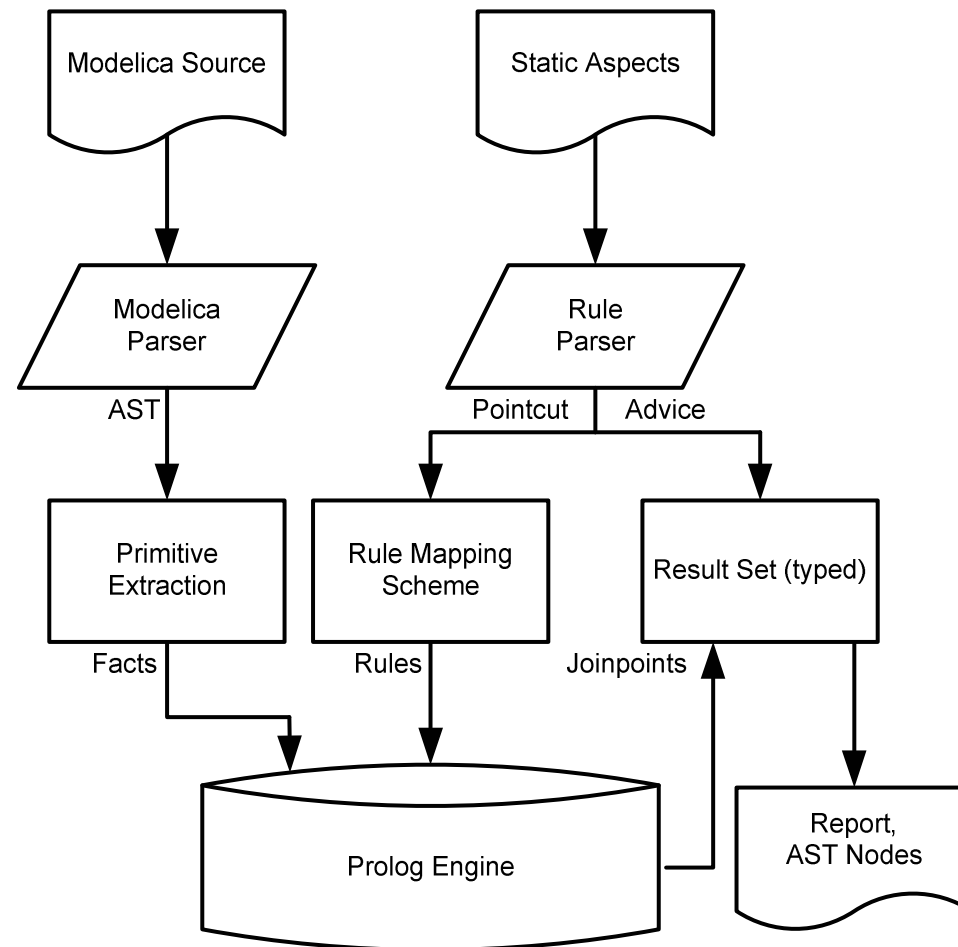 Modelica Source
Static Aspects
Modelica
Parser
Rule
Parser
AST
Pointcut
Advice
Primitive
Extraction
Rule Mapping
Scheme
Result Set (typed)
Facts
Rules
Joinpoints
Prolog Engine
Report,
AST Nodes